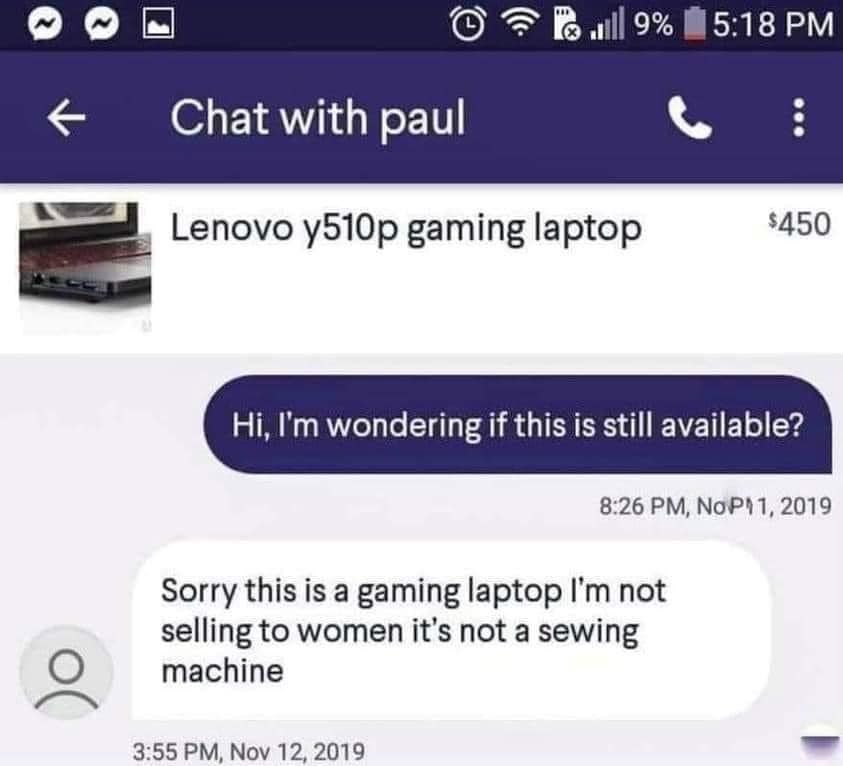 9% 5:18 PM
Chat with paul
Lenovo y510p gaming laptop $450
Hi, I'm wondering if this is still available?
8:26 PM, 1, 2019
Sorry this is a gaming laptop I'm not
selling to women it's not a sewing
machine
3:55 PM, Nov 12, 2019